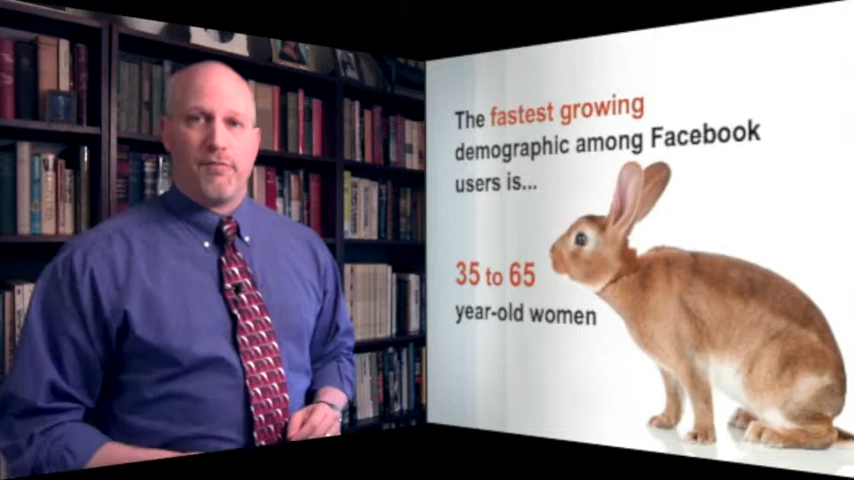 The fastest growing
demographic among Facebook
users is...
35 to 65
year-old women